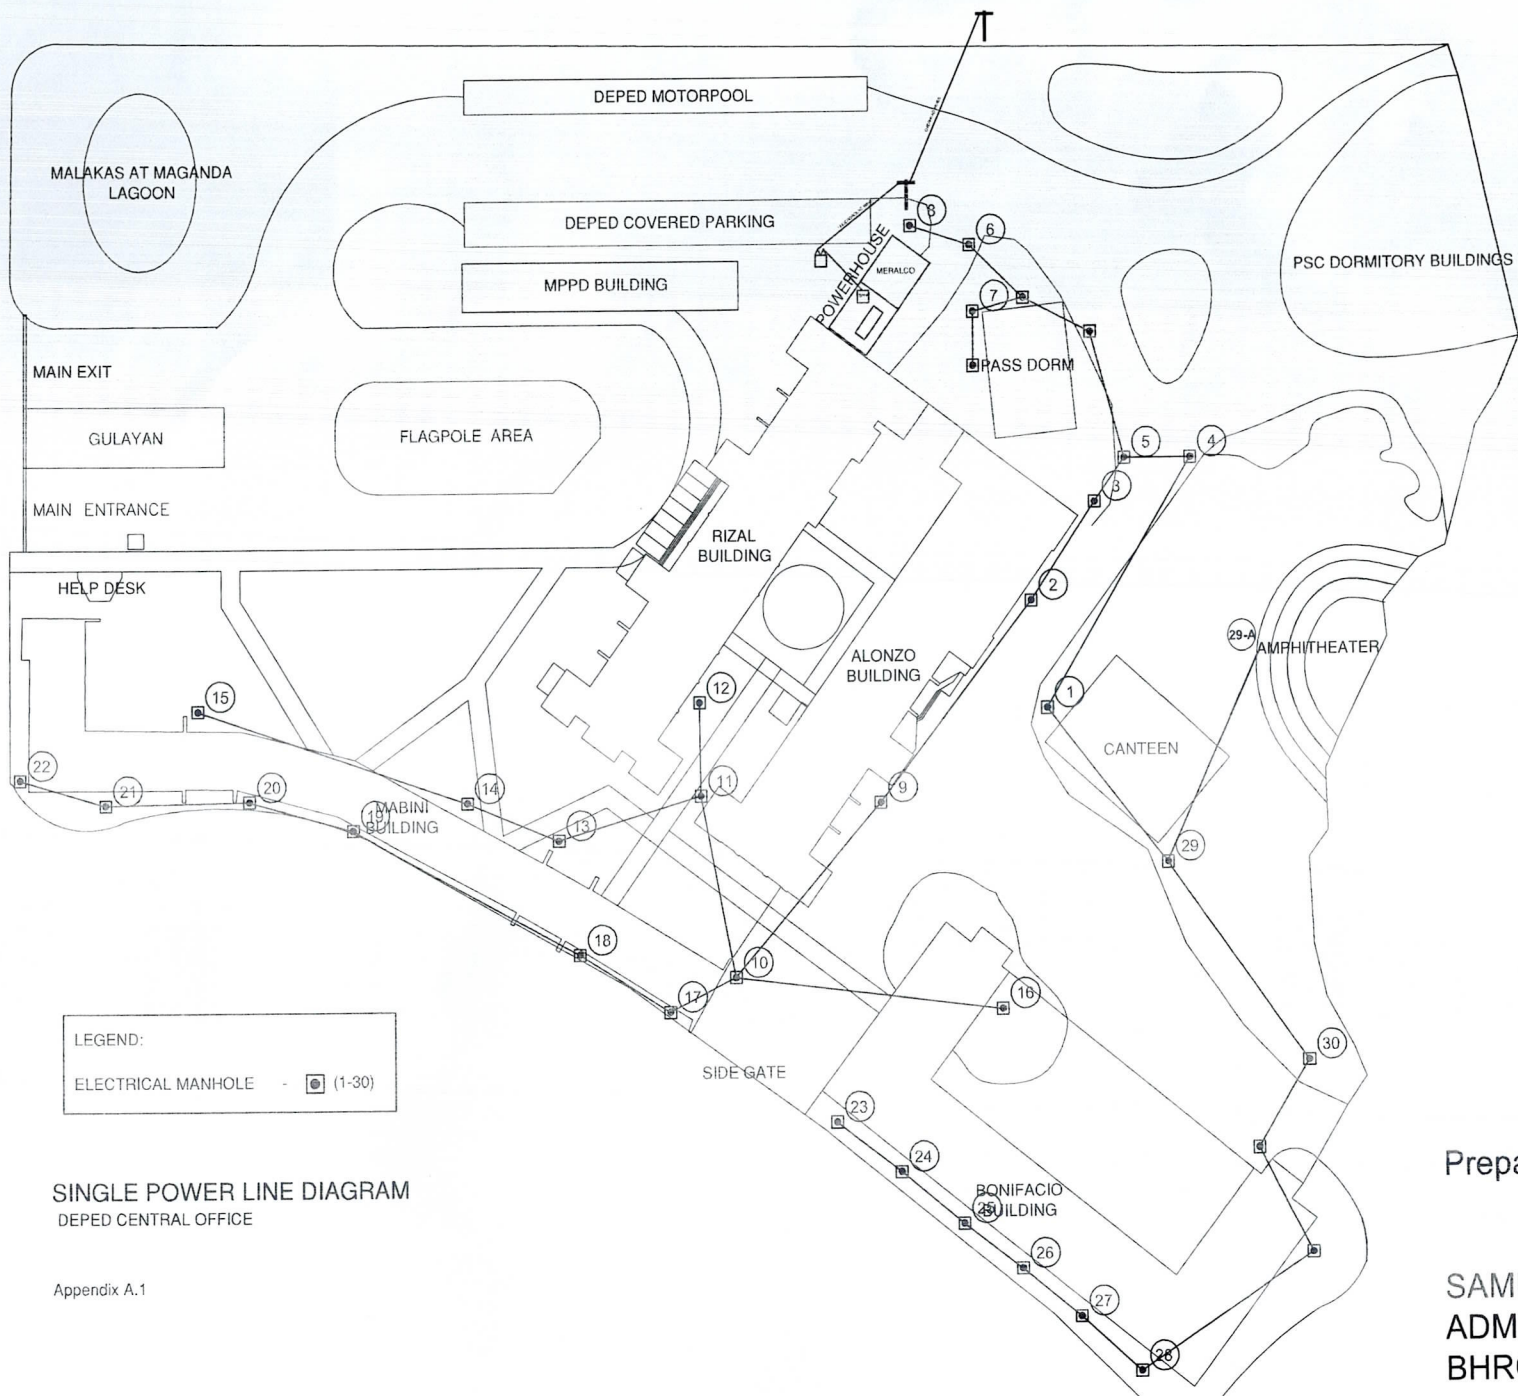 DEPED MOTORPOOL
MALAKAS AT MAGANDA
LAGOON
DEPED COVERED PARKING
8
6
POWERHOUSE
MERALCO
PSC DORMITORY BUILDINGS
MPPD BUILDING
7
PASS DORM
MAIN EXIT
GULAYAN
FLAGPOLE AREA
5
4
3
MAIN ENTRANCE
RIZAL
BUILDING
HELP DESK
2
29-A
AMPHITHEATER
ALONZO
BUILDING
12
15
1
CANTEEN
22
21
20
14
11
9
MABINI
BUILDING
19
13
29
18
10
17
16
LEGEND:
ELECTRICAL MANHOLE - (1-30)
30
SIDE GATE
23
24
SINGLE POWER LINE DIAGRAM
DEPED CENTRAL OFFICE
BONIFACIO
BUILDING
25
26
27
28
Appendix A.1
Prepa
SAM
ADM
BHR